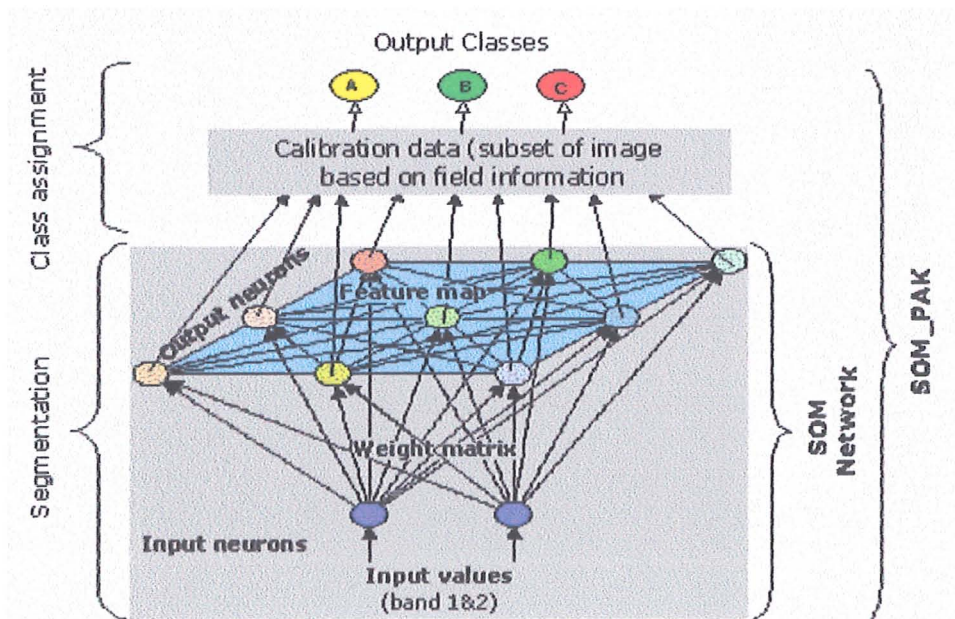 Output Classes
A
B
C
Calibration data (subset of image
based on field information
Class assignment
Output neurons
Feature map
Segmentation
Weight matrix
Input neurons
Input values
(band 1&2)
SOM
Network
SOM_PAK